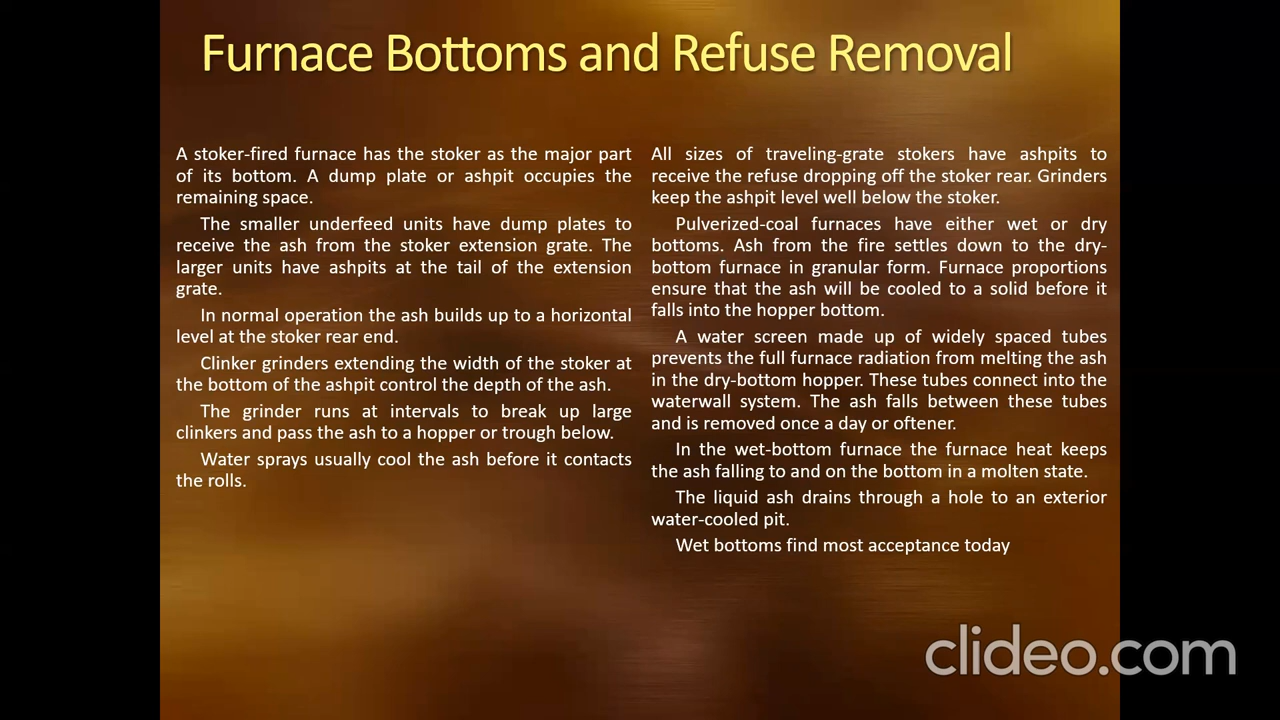 Furnace Bottoms and Refuse Removal
A stoker-fired furnace has the stoker as the major part
of its bottom. A dump plate or ashpit occupies the
remaining space.
The smaller underfeed units have dump plates to
receive the ash from the stoker extension grate. The
larger units have ashpits at the tail of the extension
grate.
In normal operation the ash builds up to a horizontal
level at the stoker rear end.
Clinker grinders extending the width of the stoker at
the bottom of the ashpit control the depth of the ash.
The grinder runs at intervals to break up large
clinkers and pass the ash to a hopper or trough below.
Water sprays usually cool the ash before it contacts
the rolls.
All sizes of traveling-grate stokers have ashpits to
receive the refuse dropping off the stoker rear. Grinders
keep the ashpit level well below the stoker.
Pulverized-coal furnaces have either wet or dry
bottoms. Ash from the fire settles down to the dry-
bottom furnace in granular form. Furnace proportions
ensure that the ash will be cooled to a solid before it
falls into the hopper bottom.
A water screen made up of widely spaced tubes
prevents the full furnace radiation from melting the ash
in the dry-bottom hopper. These tubes connect into the
waterwall system. The ash falls between these tubes
and is removed once a day or oftener.
In the wet-bottom furnace the furnace heat keeps
the ash falling to and on the bottom in a molten state.
The liquid ash drains through a hole to an exterior
water-cooled pit.
Wet bottoms find most acceptance today
clideo.com